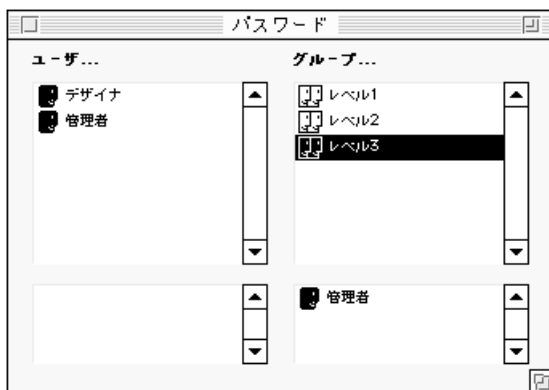 パスワード
ユーザ...
デザイナ
管理者
グループ...
レベル1
レベル2
レベル3
管理者